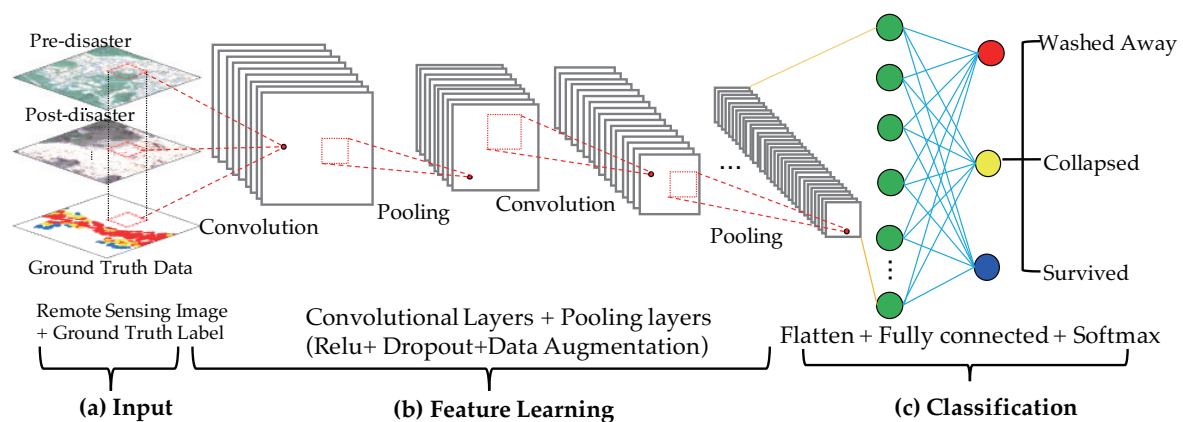 Pre-disaster
Post-disaster
Ground Truth Data
Remote Sensing Image
+ Ground Truth Label
(a) Input
Convolution
Pooling
Convolution
...
Pooling
Convolutional Layers + Pooling layers
(Relu+ Dropout+Data Augmentation)
(b) Feature Learning
Washed Away
Collapsed
Survived
Flatten + Fully connected + Softmax
(c) Classification